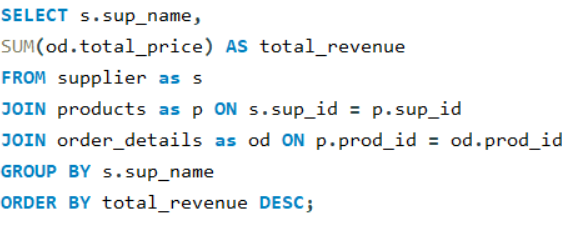 SELECT s.sup_name,
SUM(od.total_price) AS total_revenue
FROM supplier as s
JOIN products as p ON s.sup_id = p.sup_id
JOIN order_details as od ON p.prod_id = od.prod_id
GROUP BY s.sup_name
ORDER BY total_revenue DESC;